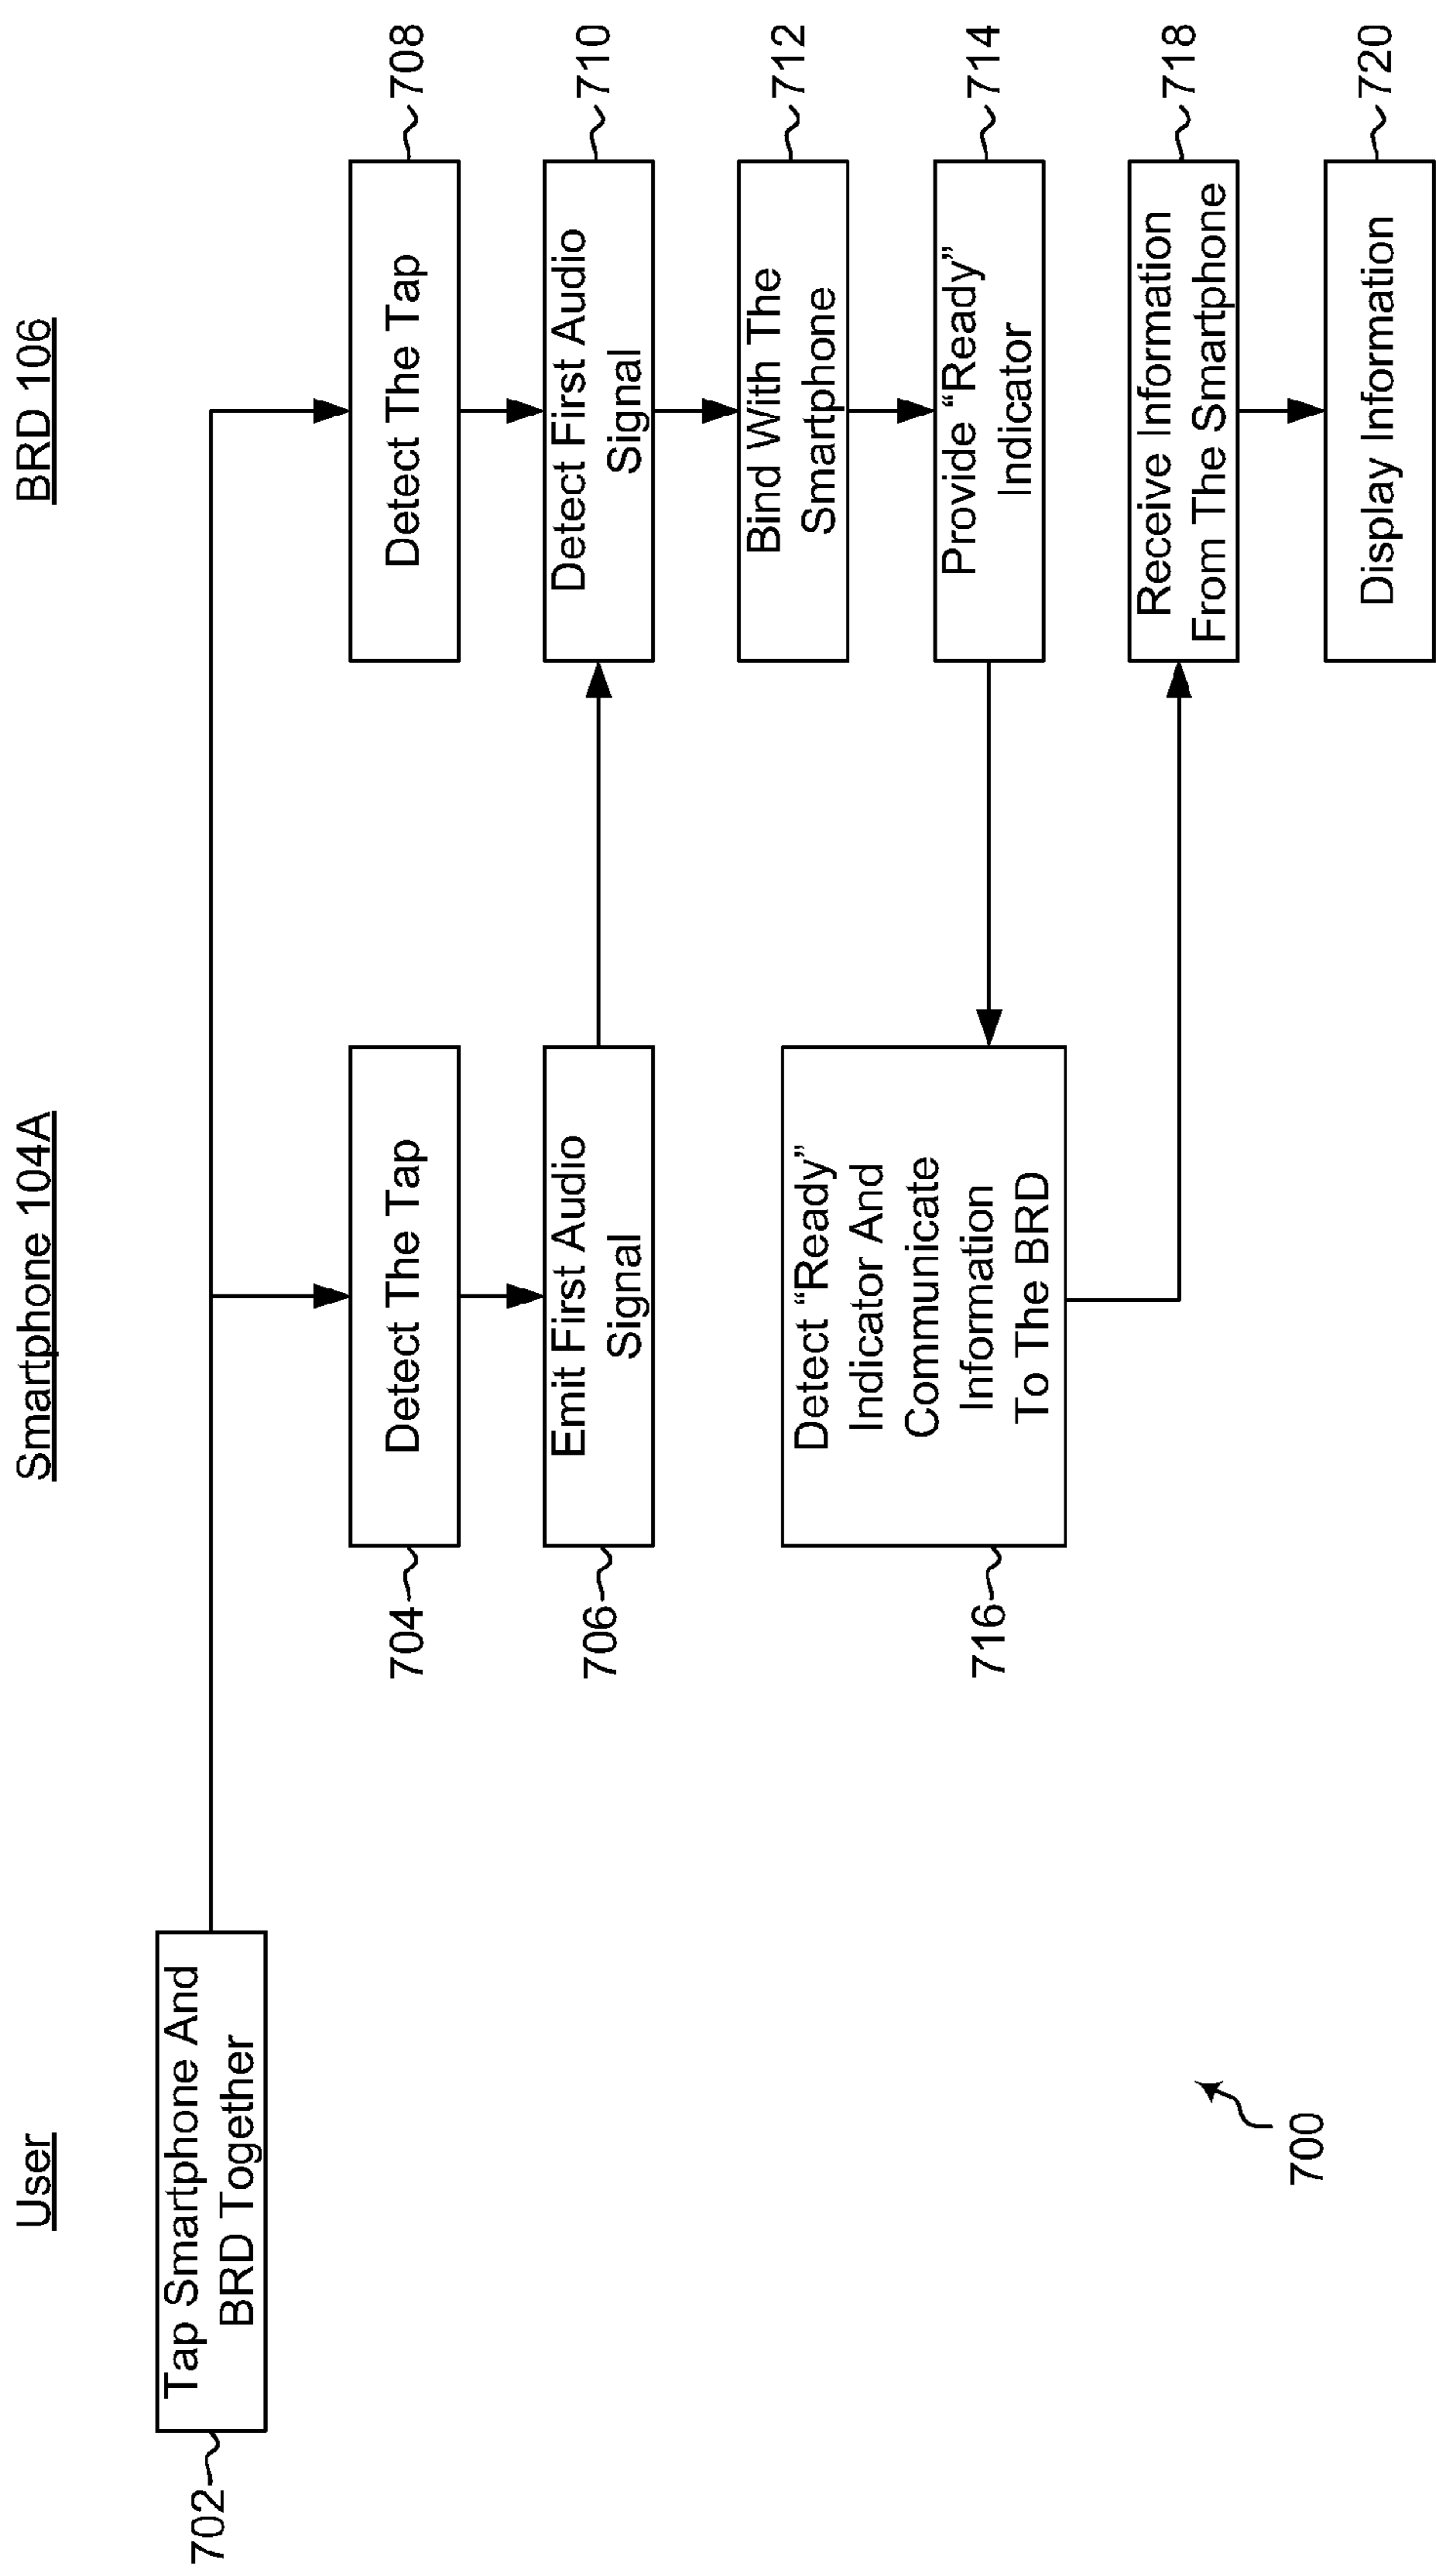 User
Smartphone 104A
BRD 106
702
Tap Smartphone And
BRD Together
704
Detect The Tap
Detect The Tap
708
706
Emit First Audio
Signal
Detect First Audio
Signal
710
Bind With The
Smartphone
712
Provide “Ready”
Indicator
714
716
Detect “Ready”
Indicator And
Communicate
Information
To The BRD
Receive Information
From The Smartphone
718
Display Information
720
700